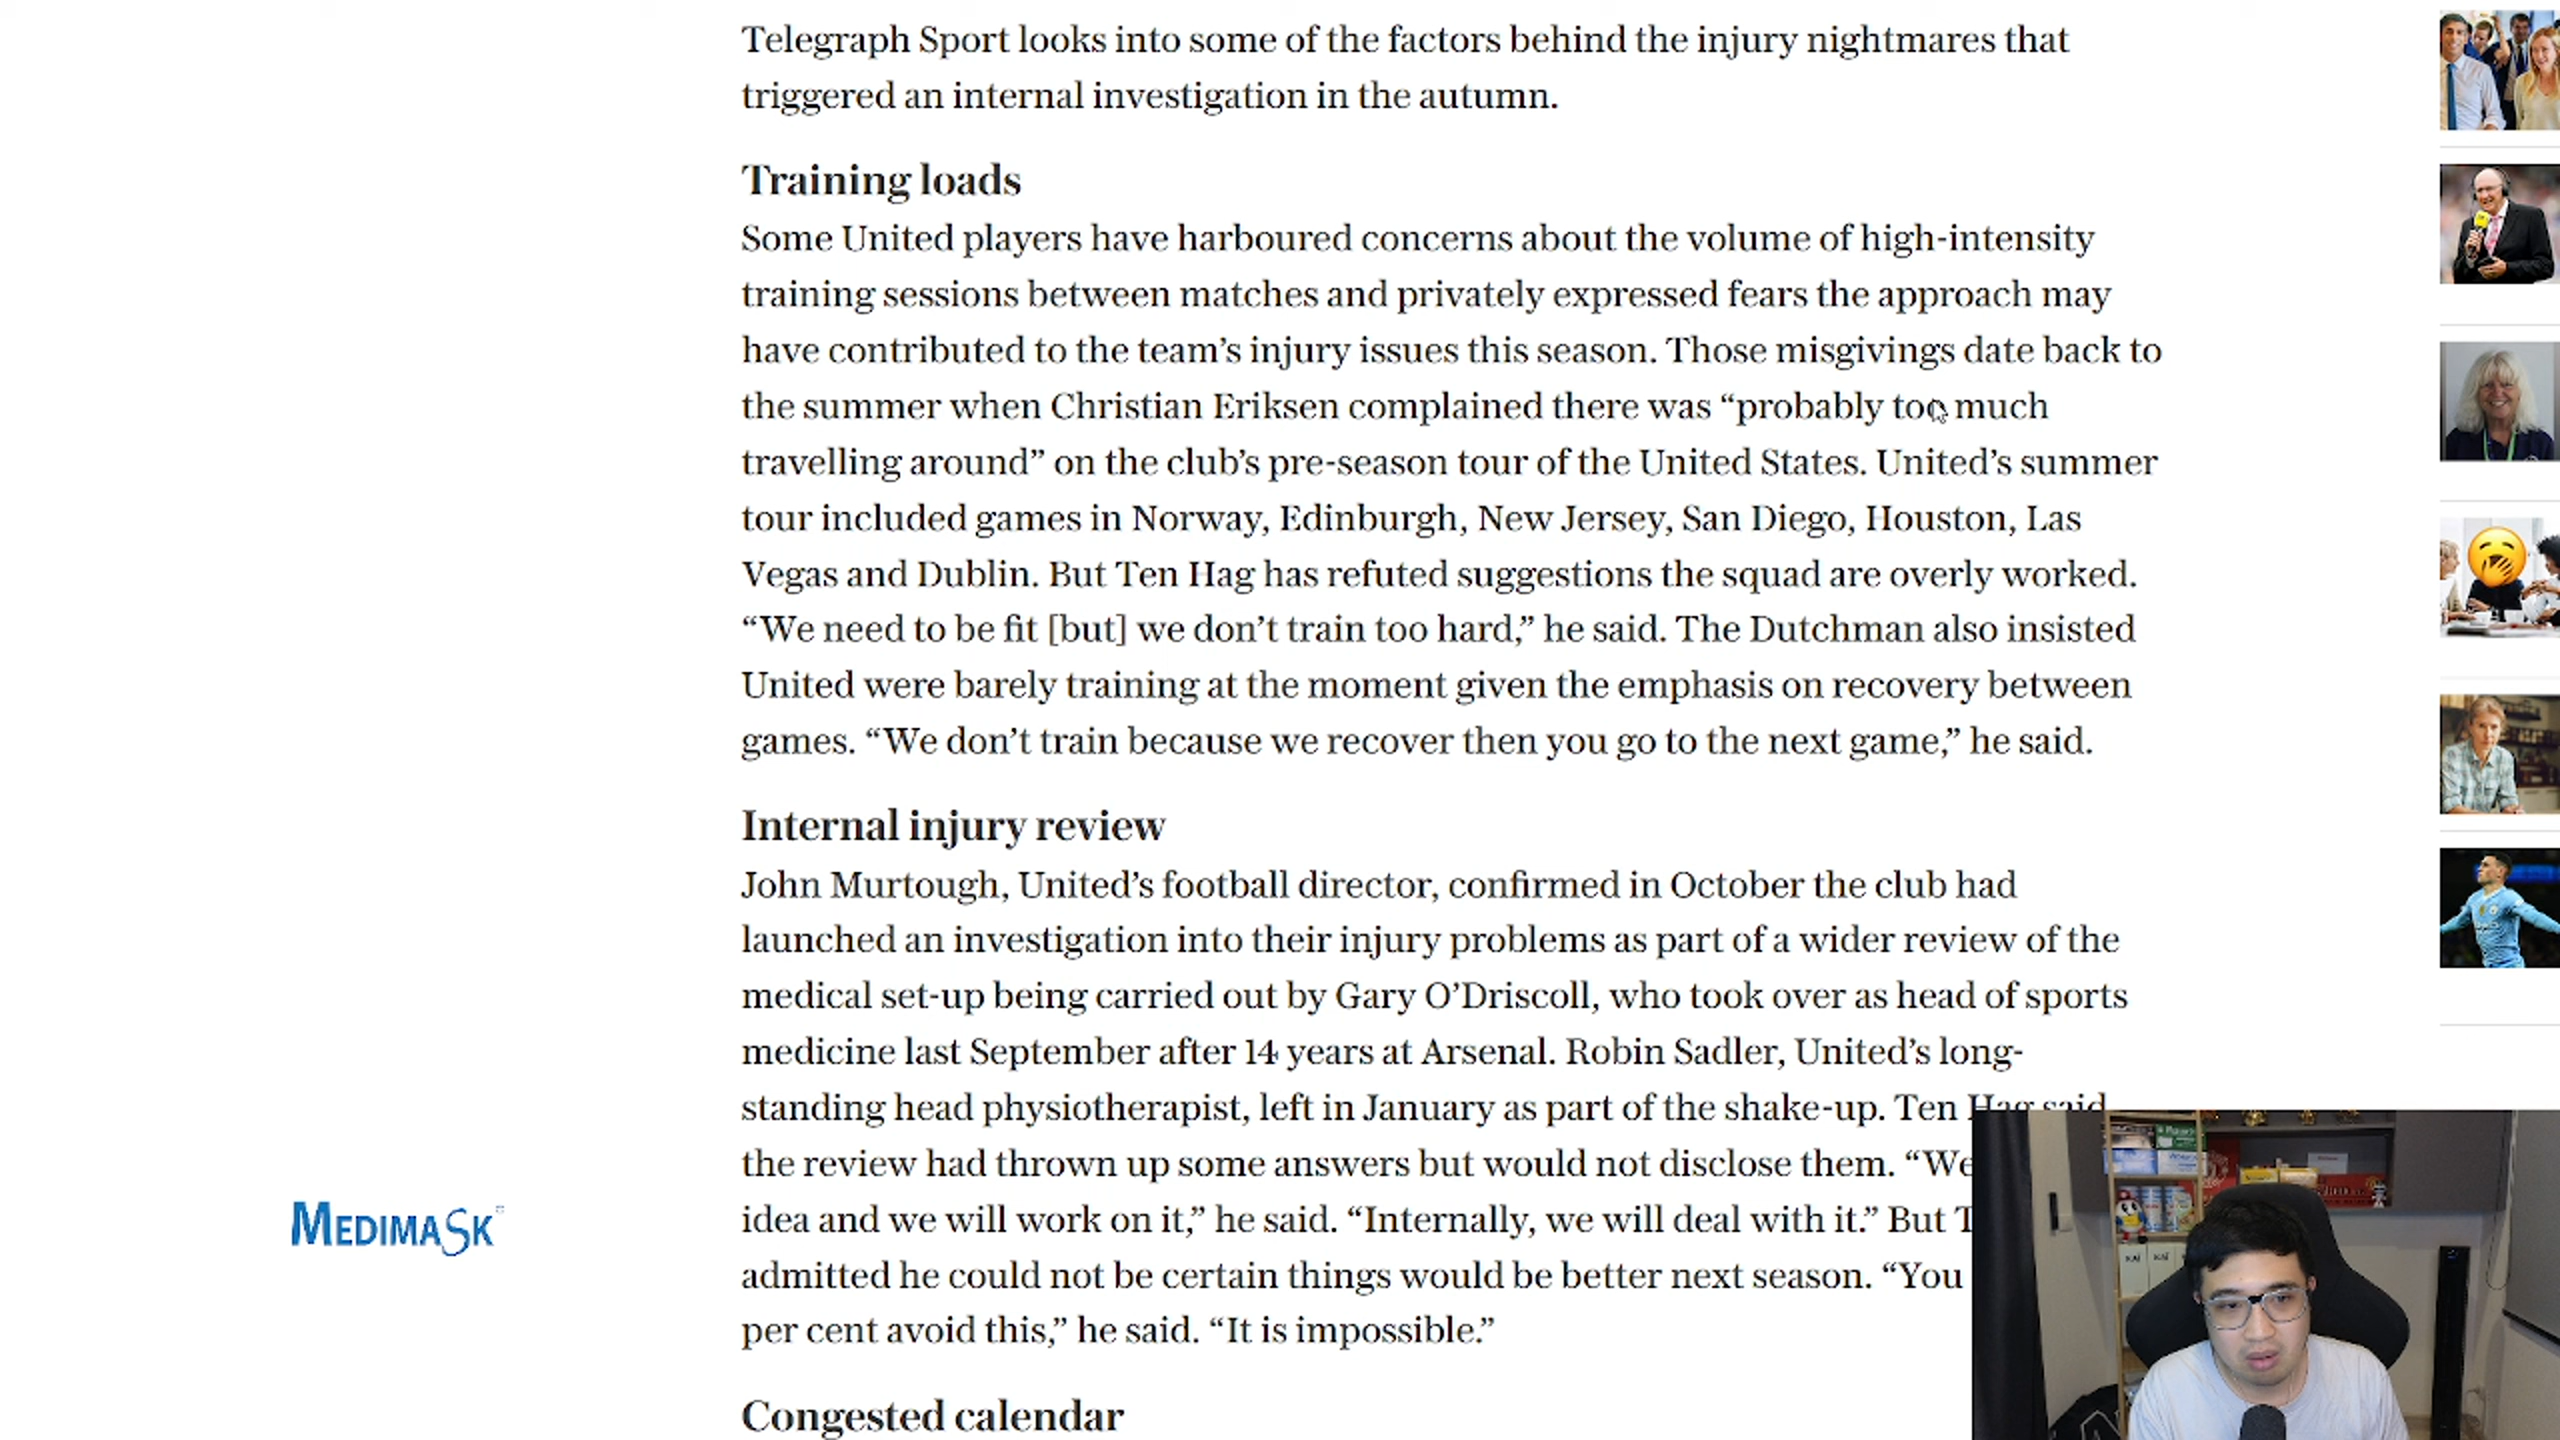 Telegraph Sport looks into some of the factors behind the injury nightmares that
triggered an internal investigation in the autumn.
Training loads
Some United players have harboured concerns about the volume of high-intensity
training sessions between matches and privately expressed fears the approach may
have contributed to the team’s injury issues this season. Those misgivings date back to
the summer when Christian Eriksen complained there was “probably too much
travelling around” on the club’s pre-season tour of the United States. United’s summer
tour included games in Norway, Edinburgh, New Jersey, San Diego, Houston, Las
Vegas and Dublin. But Ten Hag has refuted suggestions the squad are overly worked.
“We need to be fit [but] we don’t train too hard,” he said. The Dutchman also insisted
United were barely training at the moment given the emphasis on recovery between
games. “We don’t train because we recover then you go to the next game,” he said.
Internal injury review
John Murtough, United’s football director, confirmed in October the club had
launched an investigation into their injury problems as part of a wider review of the
medical set-up being carried out by Gary O’Driscoll, who took over as head of sports
medicine last September after 14 years at Arsenal. Robin Sadler, United’s long-
standing head physiotherapist, left in January as part of the shake-up. Ten Hag said
the review had thrown up some answers but would not disclose them. “We
idea and we will work on it,” he said. “Internally, we will deal with it.” But T
admitted he could not be certain things would be better next season. “You
per cent avoid this,” he said. “It is impossible.”
Congested calendar
MEDIMASK